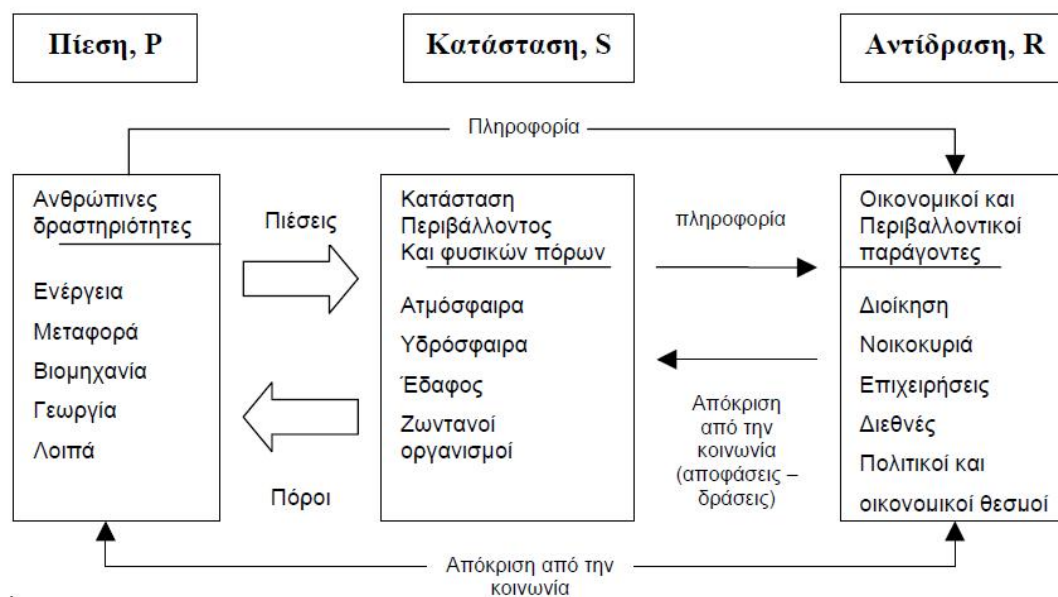 Πίεση, P
Κατάσταση, S
Αντίδραση, R
Πληροφορία
Ανθρώπινες
δραστηριότητες
Ενέργεια
Μεταφορά
Βιομηχανία
Γεωργία
Λοιπά
Πιέσεις
Πόροι
Κατάσταση
Περιβάλλοντος
Και φυσικών πόρων
Ατμόσφαιρα
Υδρόσφαιρα
Έδαφος
Ζωντανοί
οργανισμοί
πληροφορία
Απόκριση
από την
κοινωνία
(αποφάσεις –
δράσεις)
Οικονομικοί και
Περιβαλλοντικοί
παράγοντες
Διοίκηση
Νοικοκυριά
Επιχειρήσεις
Διεθνές
Πολιτικοί και
οικονομικοί θεσμοί
Απόκριση από την
κοινωνία